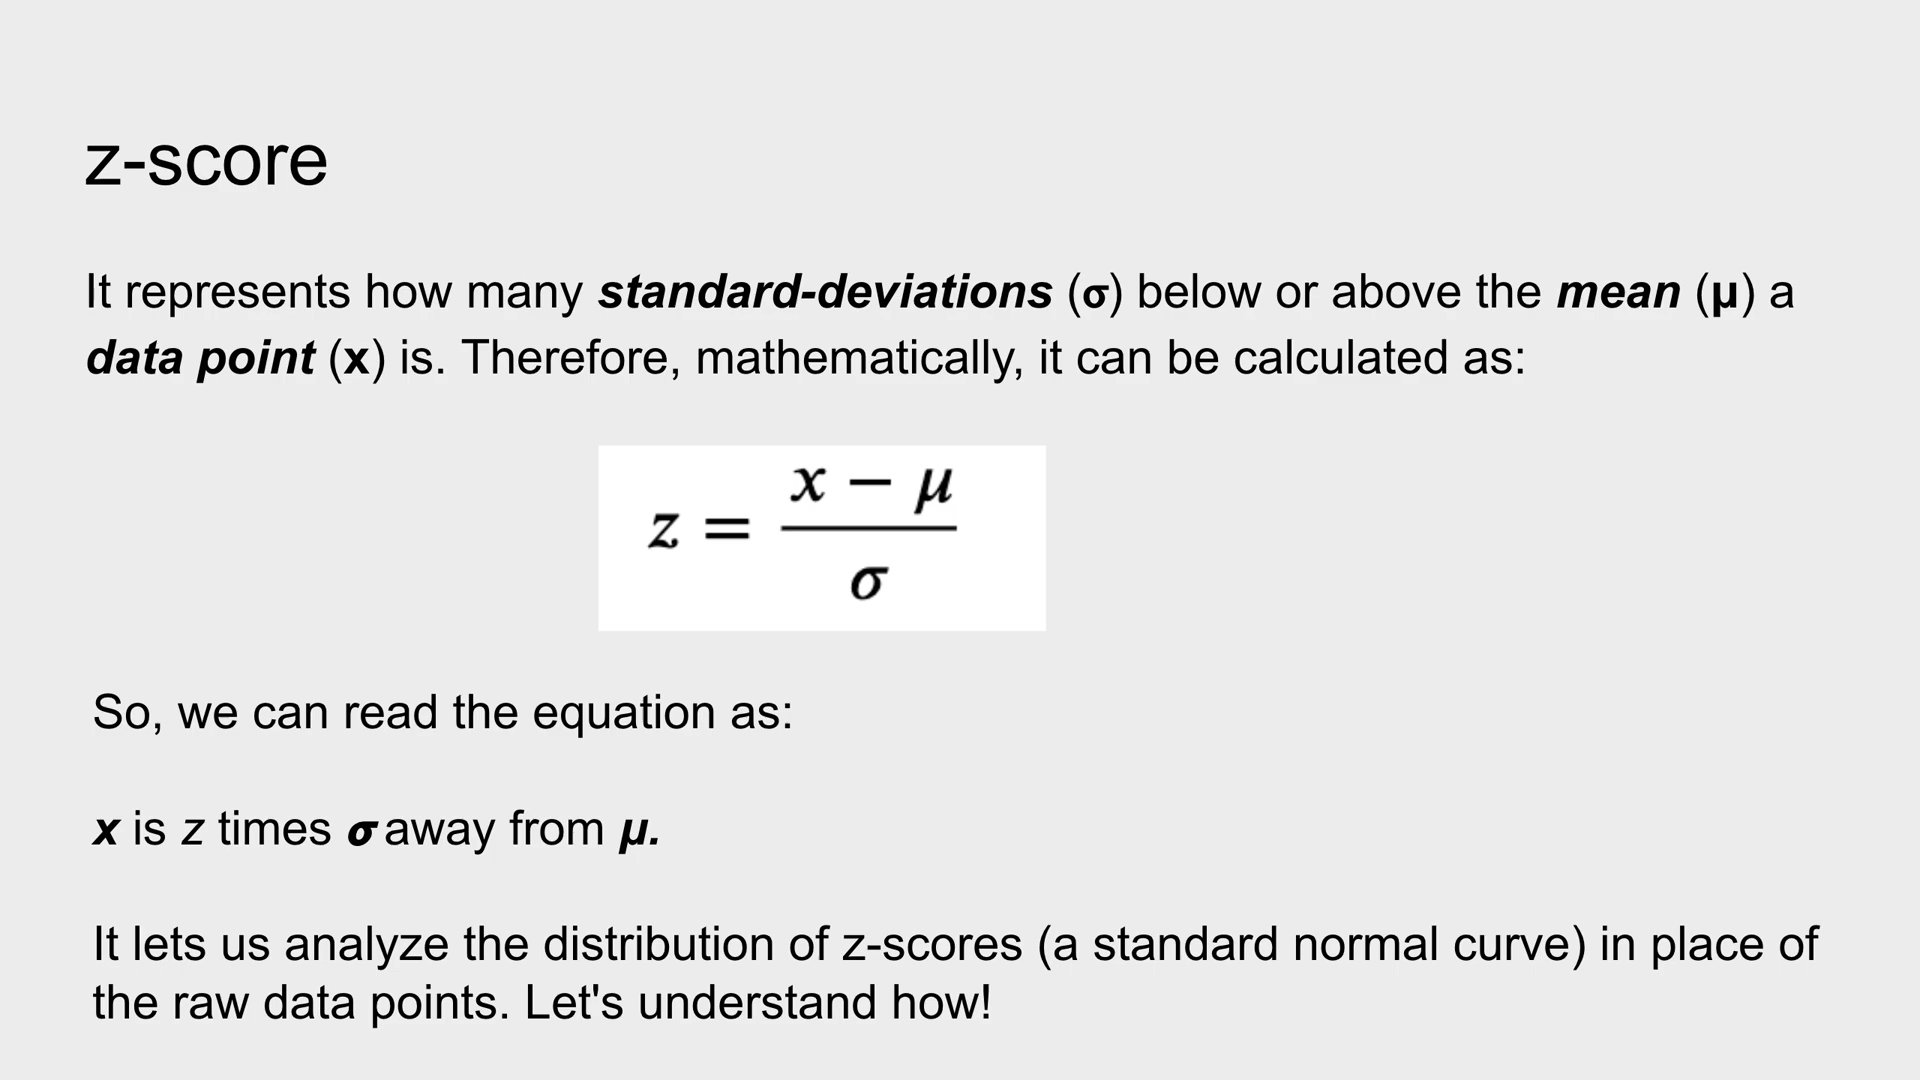 z-score
It represents how many standard-deviations (σ) below or above the mean (μ) a
data point (x) is. Therefore, mathematically, it can be calculated as:
z = (x − μ) / σ
So, we can read the equation as:
x is z times σ away from μ.
It lets us analyze the distribution of z-scores (a standard normal curve) in place of
the raw data points. Let's understand how!